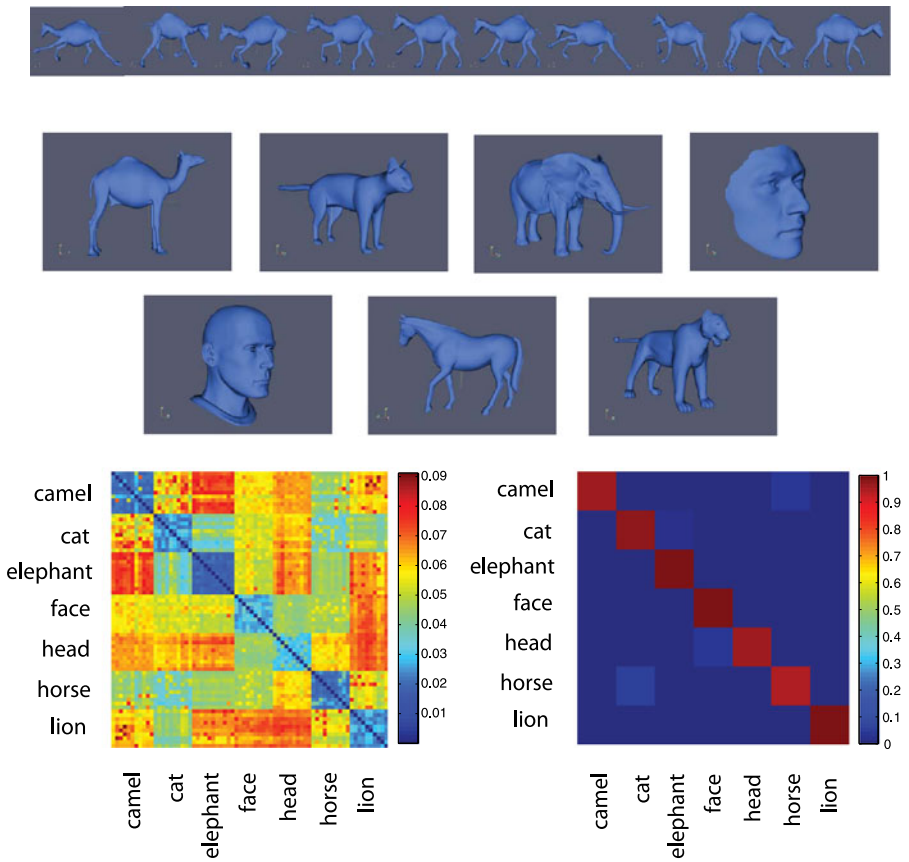 camel
cat
elephant
face
head
horse
lion
0.09
0.08
0.07
0.06
0.05
0.04
0.03
0.02
0.01
camel
cat
elephant
face
head
horse
lion
camel
cat
elephant
face
head
horse
lion
1
0.9
0.8
0.7
0.6
0.5
0.4
0.3
0.2
0.1
0
camel
cat
elephant
face
head
horse
lion